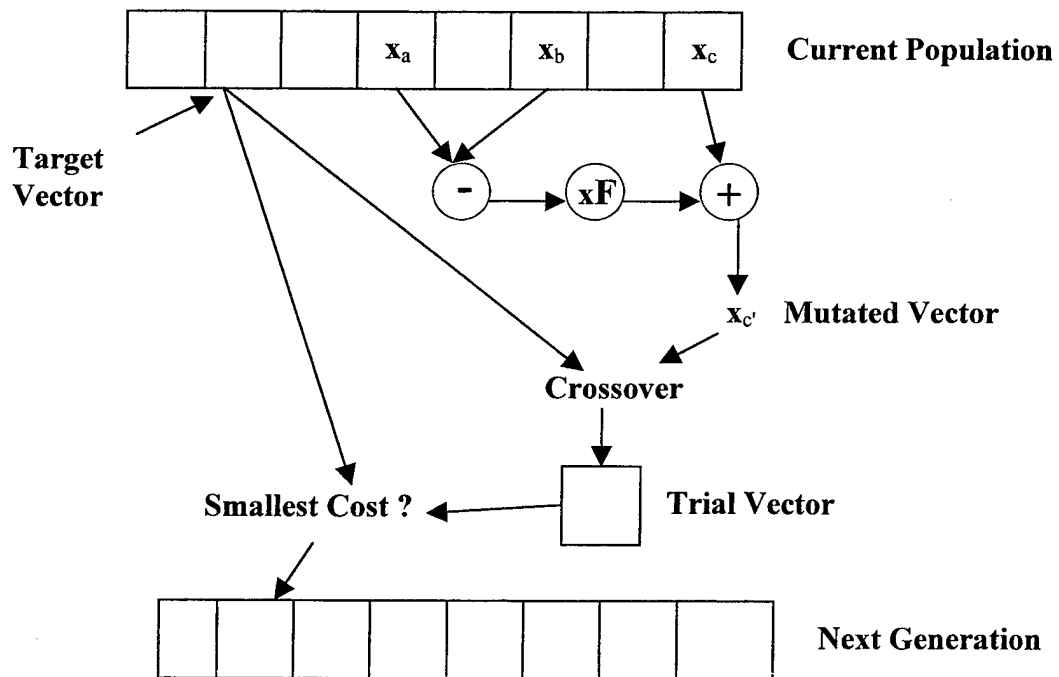 x_a x_b x_c Current Population
Target
Vector
- xF +
x_c' Mutated Vector
Crossover
Smallest Cost ? Trial Vector
Next Generation